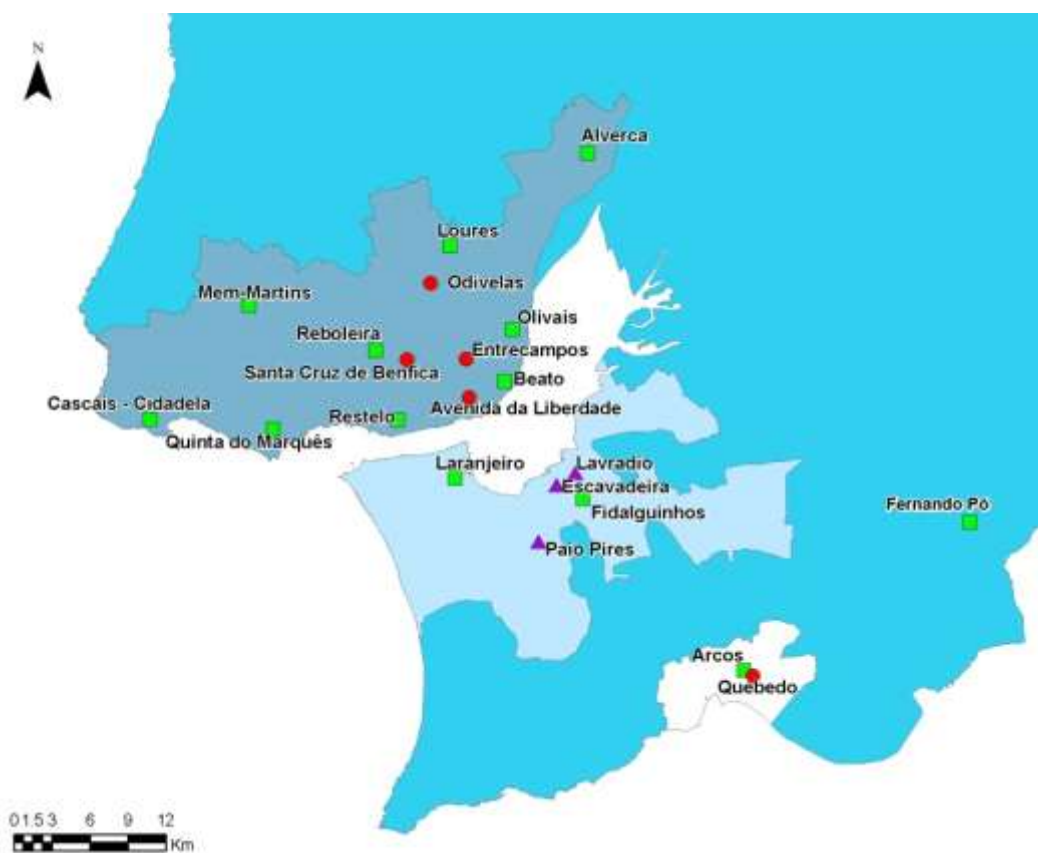 N
Alverca
Loures
Odivelas
Mem-Martins
Olivais
Reboleira
Entrecampos
Santa Cruz de Benfica
Beato
Cascais - Cidadela
Restelo
Avenida da Liberdade
Quinta do Marquês
Laranjeiro
Lavradio
Escavadeira
Fidalguinhos
Fernando Pó
Paio Pires
Arcos
Quebedo
0 1.5 3 6 9 12
Km